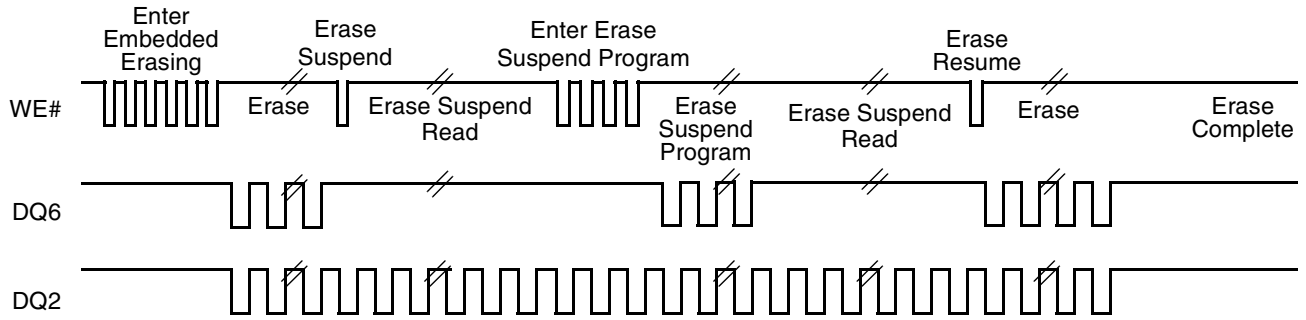 Enter
Embedded
Erasing
Erase
Suspend
Enter Erase
Suspend Program
Erase
Resume
WE#
Erase
Erase Suspend
Read
Erase
Suspend
Program
Erase Suspend
Read
Erase
Erase
Complete
DQ6
DQ2